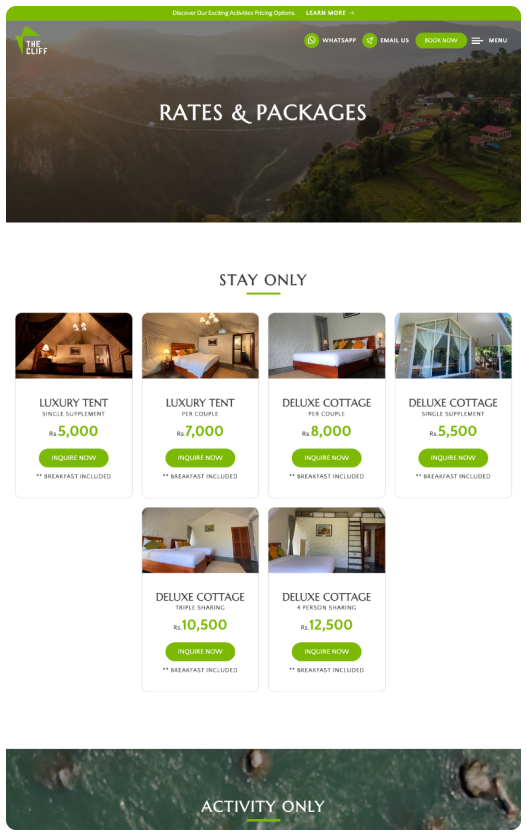 Discover Our Exciting Activities Pricing Options. LEARN MORE →
THE CLIFF
WHATSAPP EMAIL US BOOK NOW MENU
RATES & PACKAGES
STAY ONLY
LUXURY TENT
SINGLE SUPPLEMENT
Rs.5,000
INQUIRE NOW
** BREAKFAST INCLUDED
LUXURY TENT
PER COUPLE
Rs.7,000
INQUIRE NOW
** BREAKFAST INCLUDED
DELUXE COTTAGE
PER COUPLE
Rs.8,000
INQUIRE NOW
** BREAKFAST INCLUDED
DELUXE COTTAGE
SINGLE SUPPLEMENT
Rs.5,500
INQUIRE NOW
** BREAKFAST INCLUDED
DELUXE COTTAGE
TRIPLE SHARING
Rs.10,500
INQUIRE NOW
** BREAKFAST INCLUDED
DELUXE COTTAGE
4 PERSON SHARING
Rs.12,500
INQUIRE NOW
** BREAKFAST INCLUDED
ACTIVITY ONLY